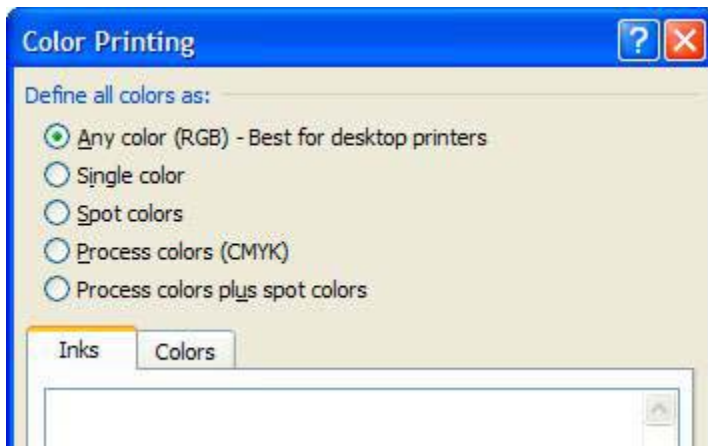 Color Printing
?
Define all colors as:
Any color (RGB) - Best for desktop printers
Single color
Spot colors
Process colors (CMYK)
Process colors plus spot colors
Inks Colors